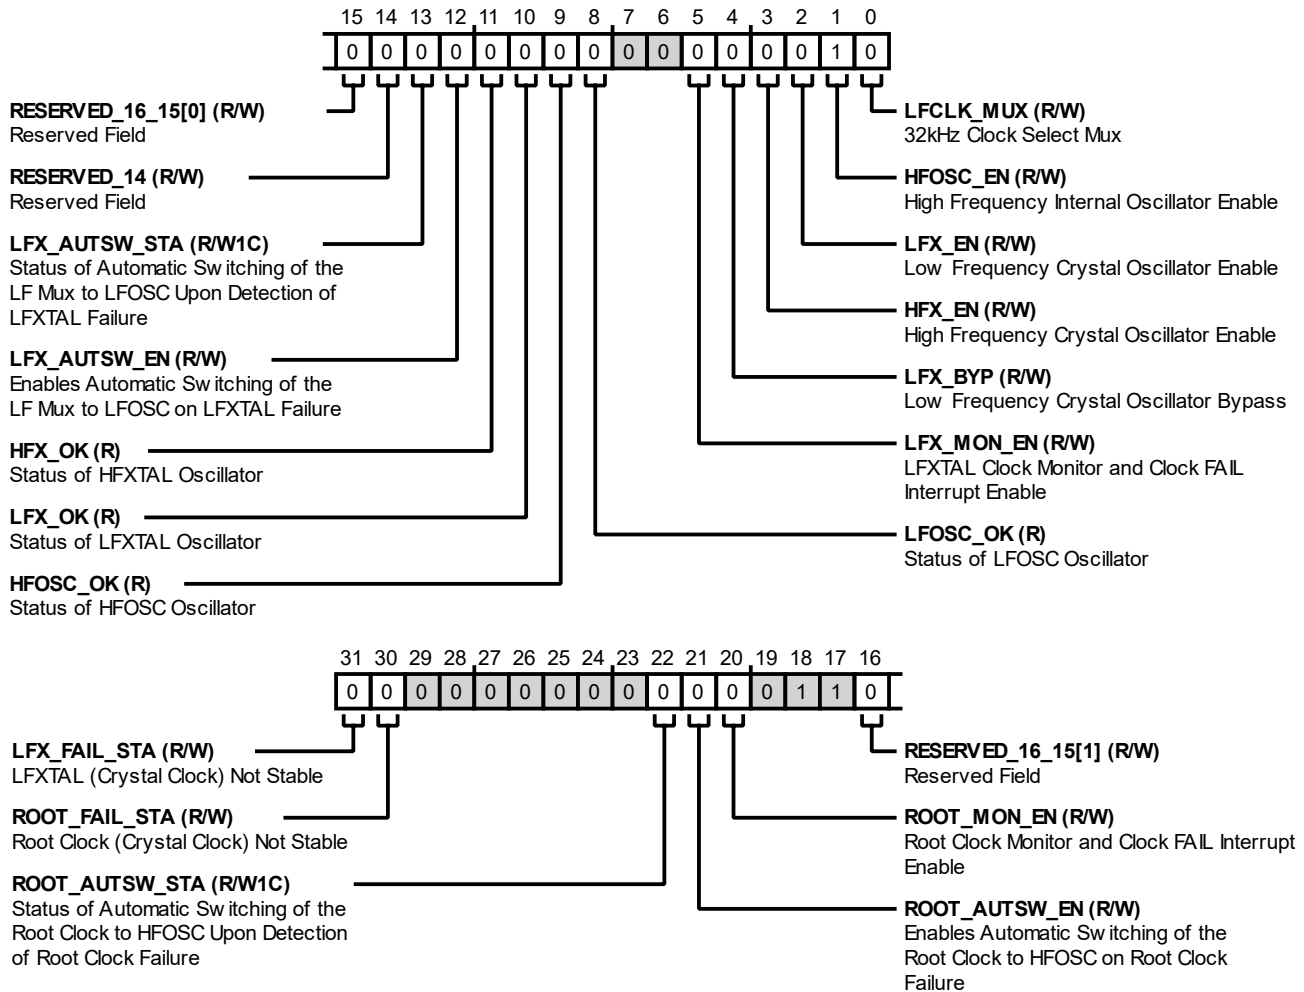 15 14 13 12 11 10 9 8 7 6 5 4 3 2 1 0
0 0 0 0 0 0 0 0 0 0 0 0 0 0 1 0
RESERVED_16_15[0] (R/W)
Reserved Field
RESERVED_14 (R/W)
Reserved Field
LFX_AUTSW_STA (R/W1C)
Status of Automatic Switching of the
LF Mux to LFOSC Upon Detection of
LFXTAL Failure
LFX_AUTSW_EN (R/W)
Enables Automatic Switching of the
LF Mux to LFOSC on LFXTAL Failure
HFX_OK (R)
Status of HFXTAL Oscillator
LFX_OK (R)
Status of LFXTAL Oscillator
HFOSC_OK (R)
Status of HFOSC Oscillator
LFCLK_MUX (R/W)
32kHz Clock Select Mux
HFOSC_EN (R/W)
High Frequency Internal Oscillator Enable
LFX_EN (R/W)
Low Frequency Crystal Oscillator Enable
HFX_EN (R/W)
High Frequency Crystal Oscillator Enable
LFX_BYP (R/W)
Low Frequency Crystal Oscillator Bypass
LFX_MON_EN (R/W)
LFXTAL Clock Monitor and Clock FAIL
Interrupt Enable
LFOSC_OK (R)
Status of LFOSC Oscillator
31 30 29 28 27 26 25 24 23 22 21 20 19 18 17 16
0 0 0 0 0 0 0 0 0 0 0 0 0 1 1 0
LFX_FAIL_STA (R/W)
LFXTAL (Crystal Clock) Not Stable
ROOT_FAIL_STA (R/W)
Root Clock (Crystal Clock) Not Stable
ROOT_AUTSW_STA (R/W1C)
Status of Automatic Switching of the
Root Clock to HFOSC Upon Detection
of Root Clock Failure
RESERVED_16_15[1] (R/W)
Reserved Field
ROOT_MON_EN (R/W)
Root Clock Monitor and Clock FAIL Interrupt
Enable
ROOT_AUTSW_EN (R/W)
Enables Automatic Switching of the
Root Clock to HFOSC on Root Clock
Failure